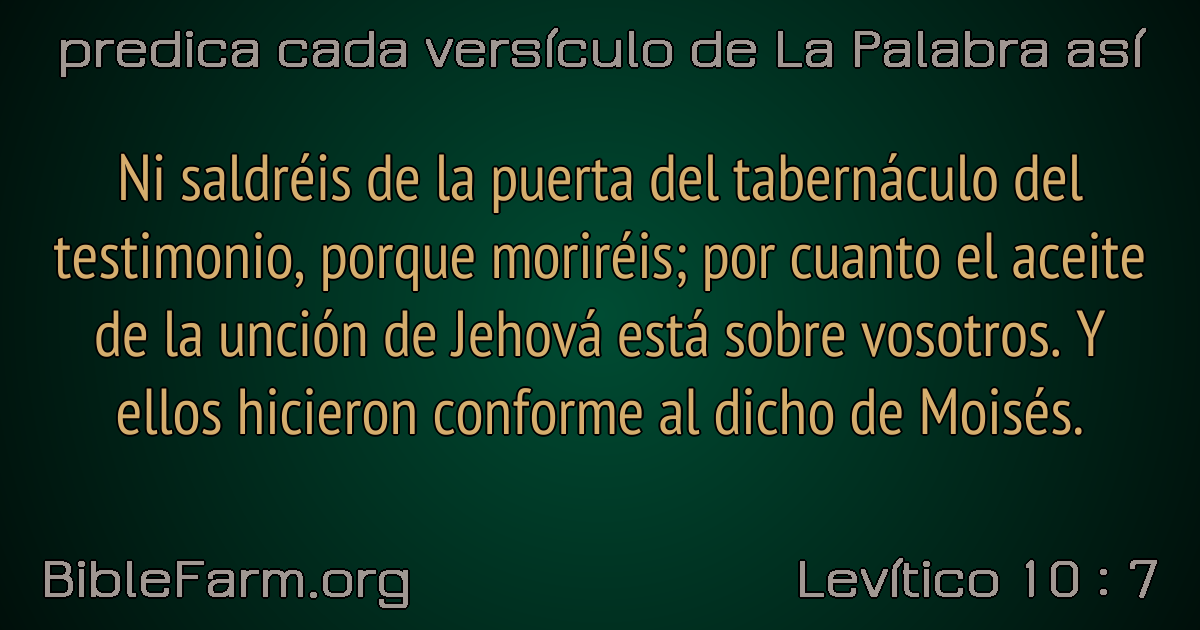 predica cada versículo de La Palabra así
Ni saldréis de la puerta del tabernáculo del
testimonio, porque moriréis; por cuanto el aceite
de la unción de Jehová está sobre vosotros. Y
ellos hicieron conforme al dicho de Moisés.
BibleFarm.org
Levítico 10 : 7